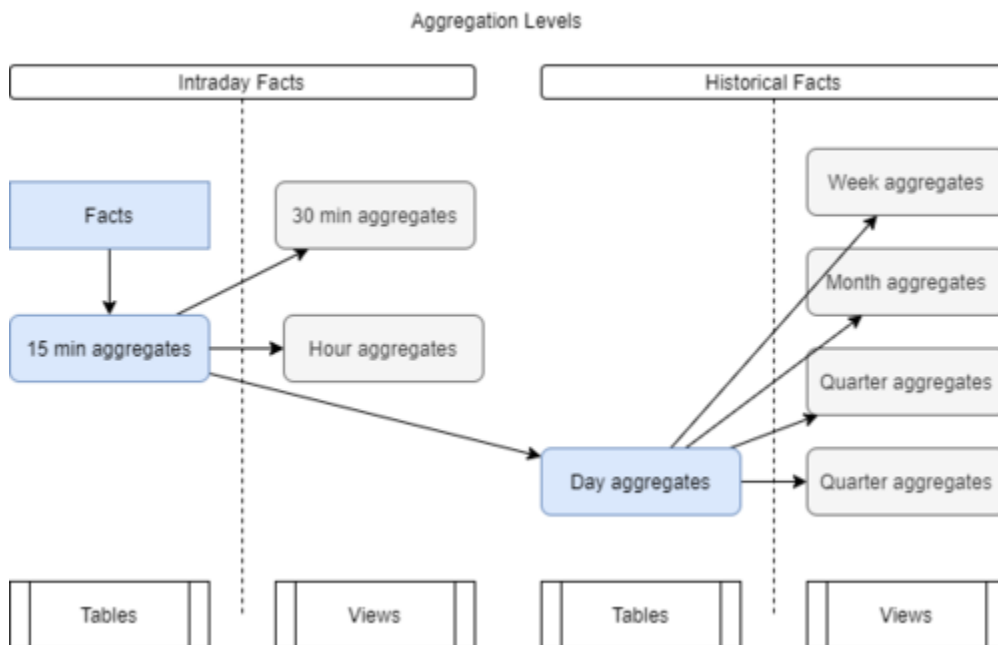 Aggregation Levels
Intraday Facts
Historical Facts
Week aggregates
Facts
30 min aggregates
Month aggregates
15 min aggregates
Hour aggregates
Quarter aggregates
Day aggregates
Quarter aggregates
Tables
Views
Tables
Views